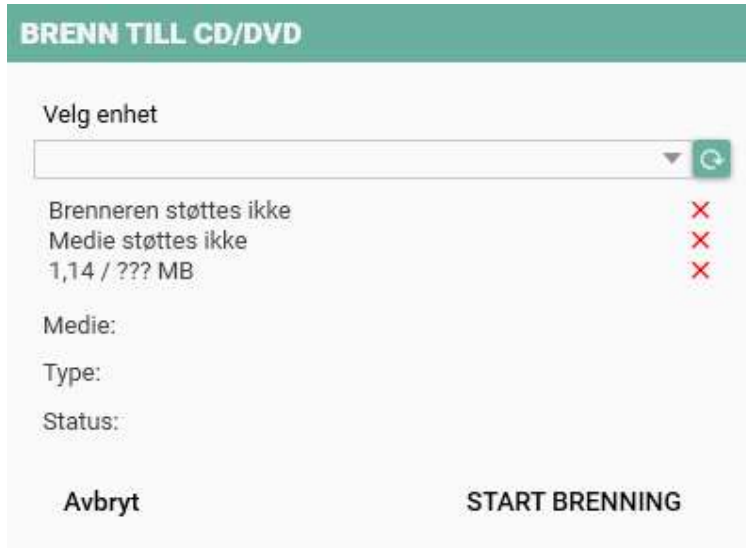 BRENN TILL CD/DVD
Velg enhet
Brenneren støttes ikke
Medie støttes ikke
1,14 / ??? MB
Medie:
Type:
Status:
Avbryt START BRENNING